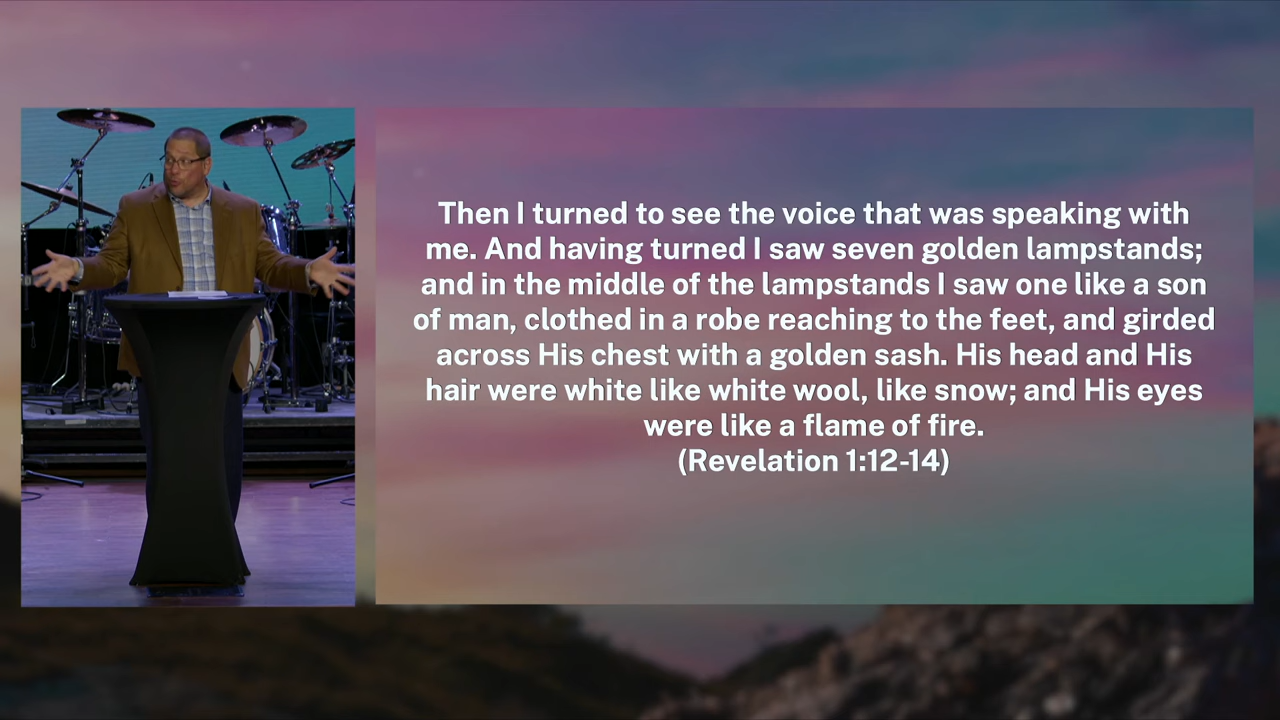 Then I turned to see the voice that was speaking with
me. And having turned I saw seven golden lampstands;
and in the middle of the lampstands I saw one like a son
of man, clothed in a robe reaching to the feet, and girded
across His chest with a golden sash. His head and His
hair were white like white wool, like snow; and His eyes
were like a flame of fire.
(Revelation 1:12-14)